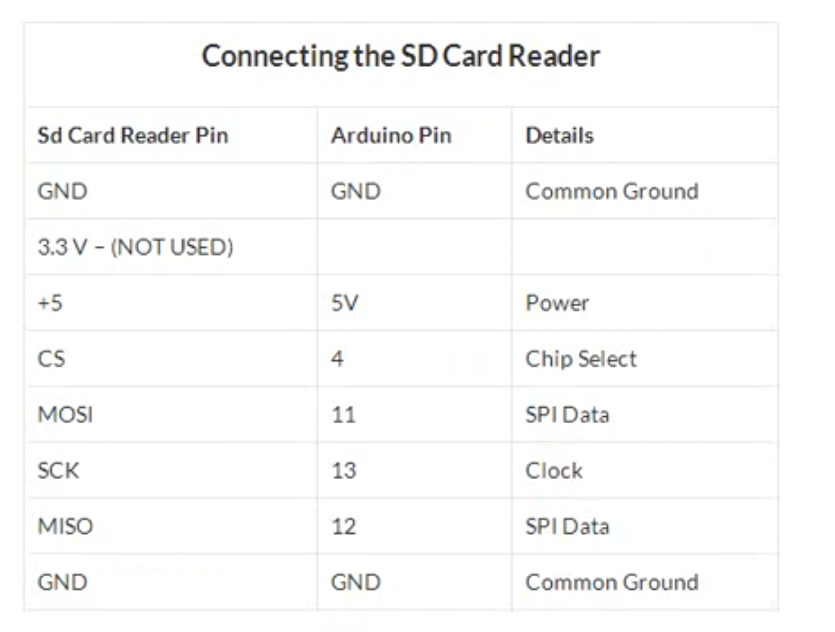 Connecting the SD Card Reader
Sd Card Reader Pin Arduino Pin Details
GND GND Common Ground
3.3 V – (NOT USED)
+5 5V Power
CS 4 Chip Select
MOSI 11 SPI Data
SCK 13 Clock
MISO 12 SPI Data
GND GND Common Ground